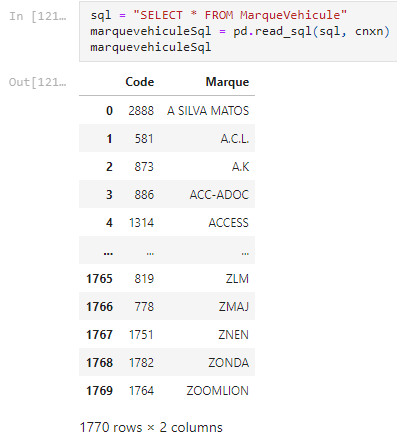 In [121... sql = "SELECT * FROM MarqueVehicule"
marquevehiculeSql = pd.read_sql(sql, cnxn)
marquevehiculeSql
Out[121... Code Marque
0 2888 A SILVA MATOS
1 581 A.C.L.
2 873 A.K
3 886 ACC-ADOC
4 1314 ACCESS
... ... ...
1765 819 ZLM
1766 778 ZMAJ
1767 1751 ZNEN
1768 1782 ZONDA
1769 1764 ZOOMLION
1770 rows × 2 columns